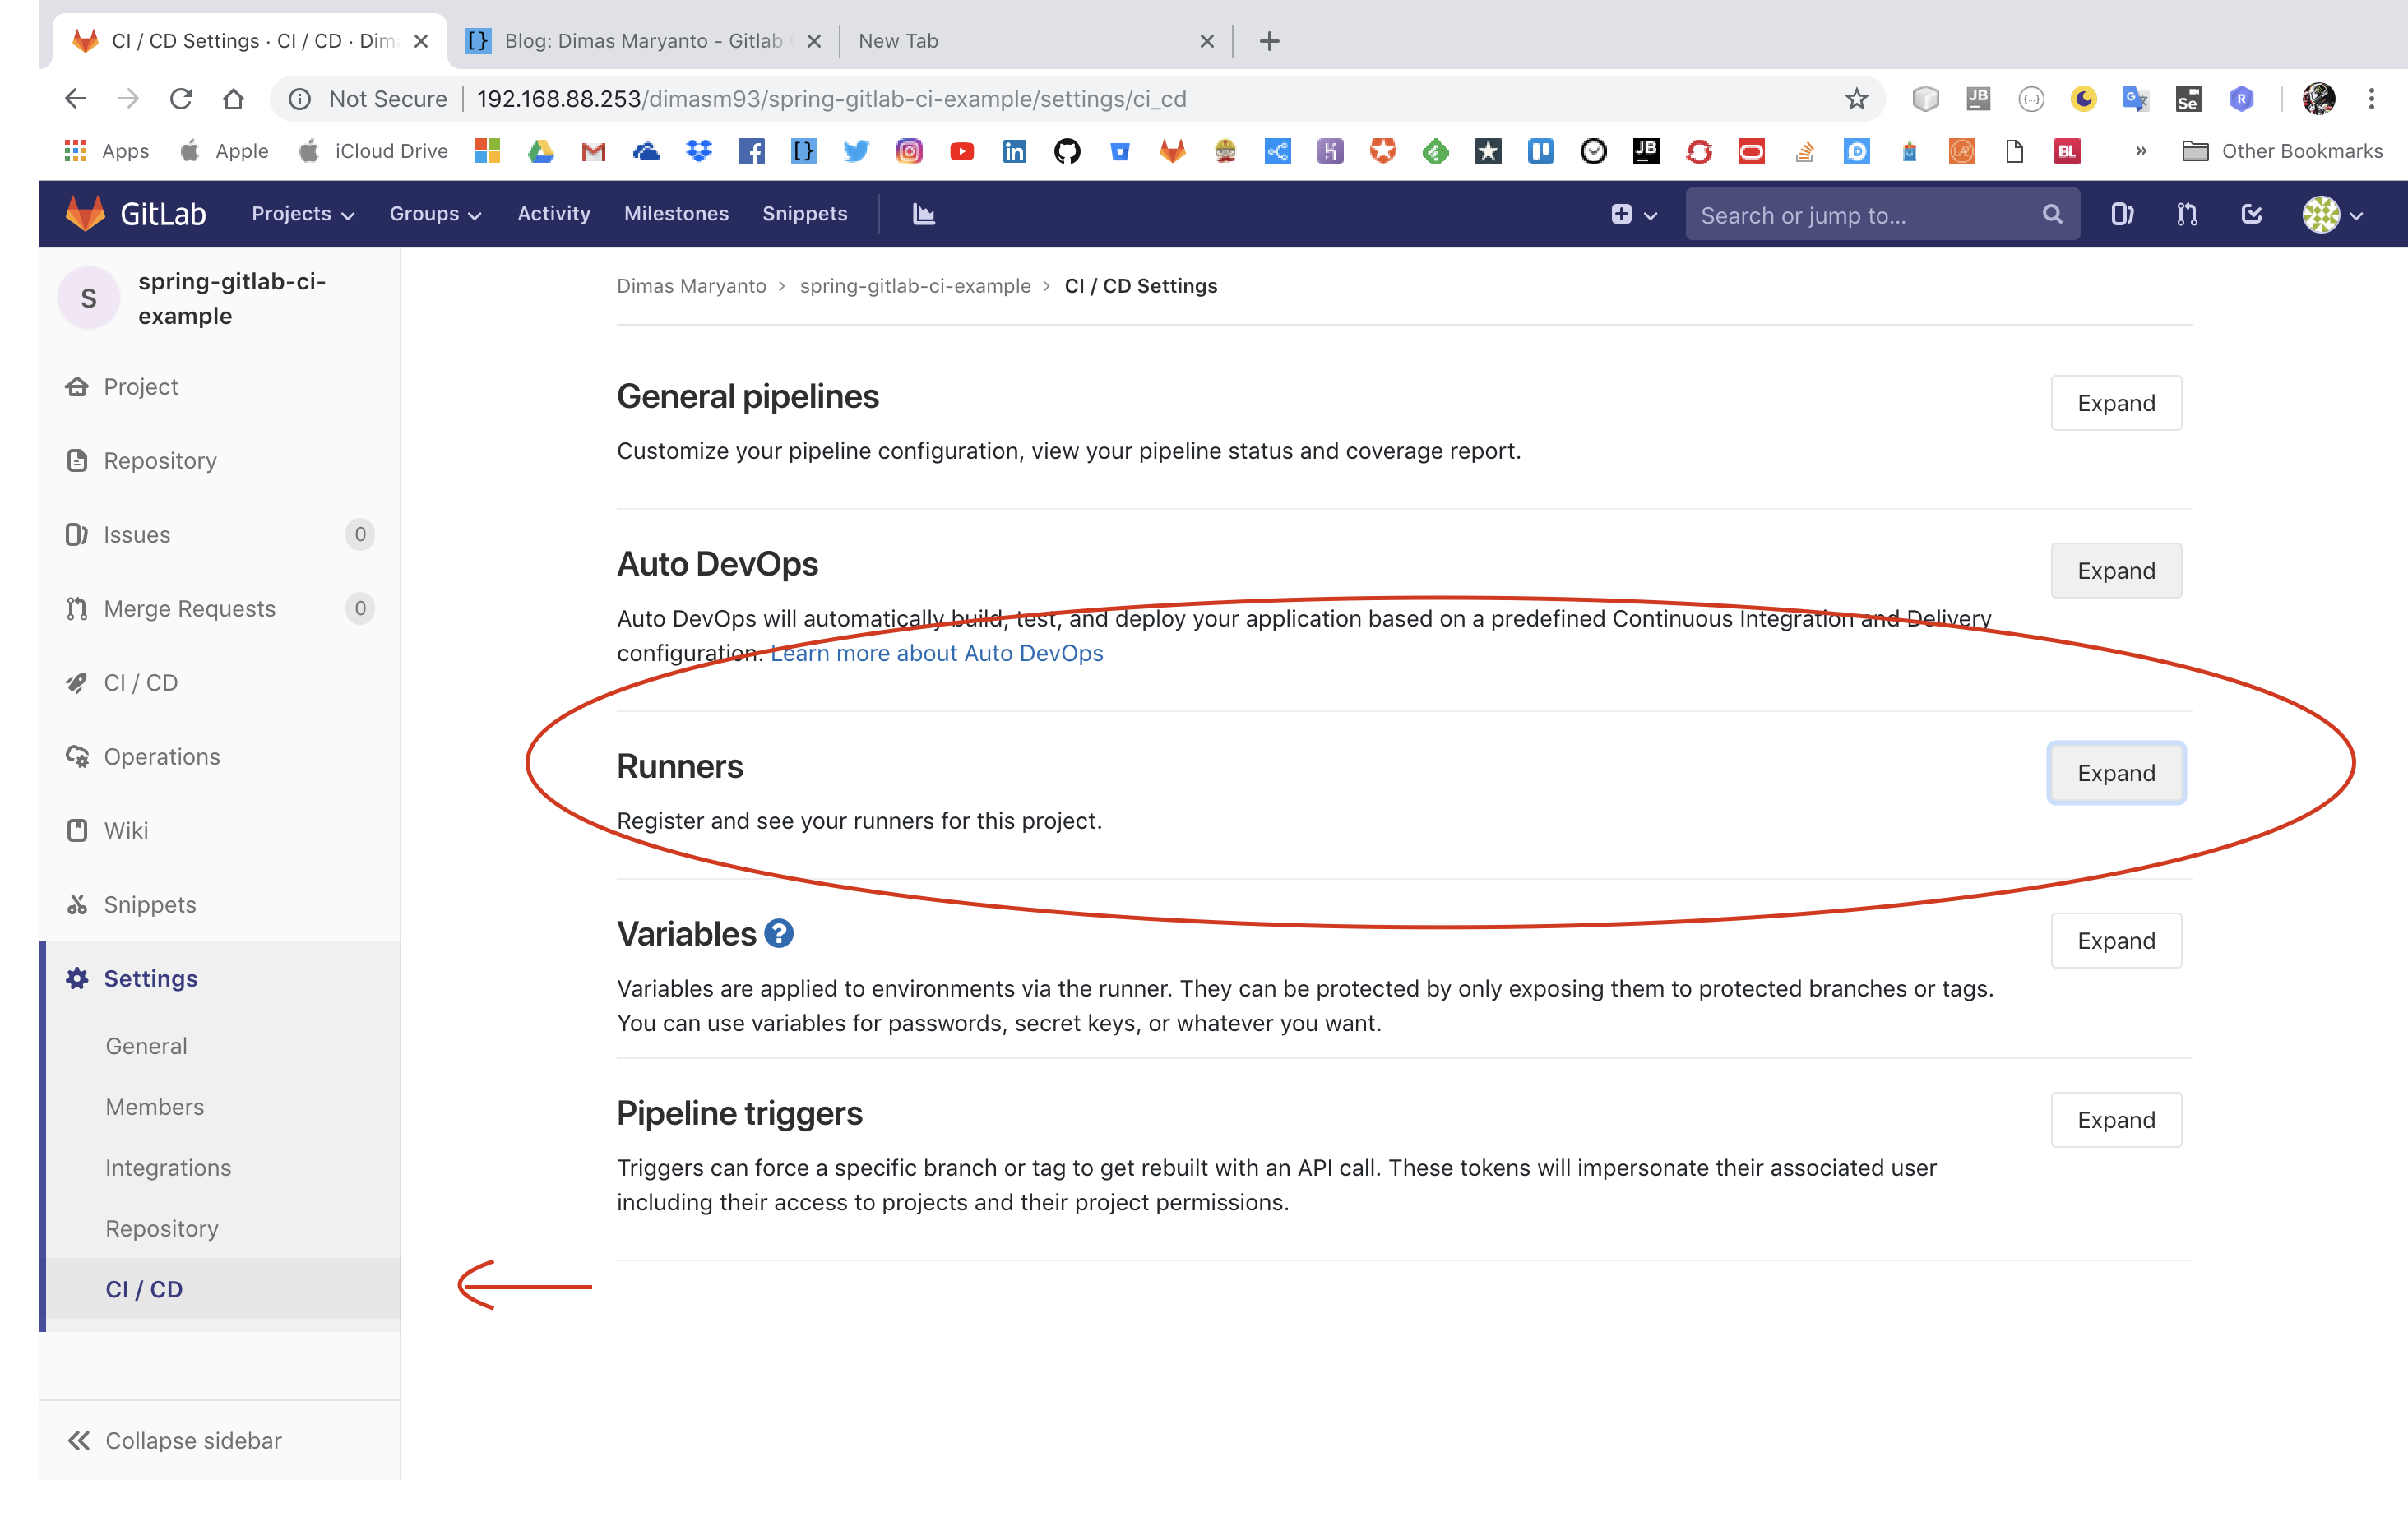 CI / CD Settings · CI / CD · Dim
Blog: Dimas Maryanto - Gitlab
New Tab
Not Secure
192.168.88.253/dimasm93/spring-gitlab-ci-example/settings/ci_cd
JB
Se
R
Apps
Apple
iCloud Drive
JB
BL
»
Other Bookmarks
GitLab
Projects
Groups
Activity
Milestones
Snippets
Search or jump to...
S
spring-gitlab-ci-
example
Project
Repository
Issues
0
Merge Requests
0
CI / CD
Operations
Wiki
Snippets
Settings
General
Members
Integrations
Repository
CI / CD
Collapse sidebar
Dimas Maryanto > spring-gitlab-ci-example > CI / CD Settings
General pipelines
Expand
Customize your pipeline configuration, view your pipeline status and coverage report.
Auto DevOps
Expand
Auto DevOps will automatically build, test, and deploy your application based on a predefined Continuous Integration and Delivery
configuration. Learn more about Auto DevOps
Runners
Expand
Register and see your runners for this project.
Variables ?
Expand
Variables are applied to environments via the runner. They can be protected by only exposing them to protected branches or tags.
You can use variables for passwords, secret keys, or whatever you want.
Pipeline triggers
Expand
Triggers can force a specific branch or tag to get rebuilt with an API call. These tokens will impersonate their associated user
including their access to projects and their project permissions.